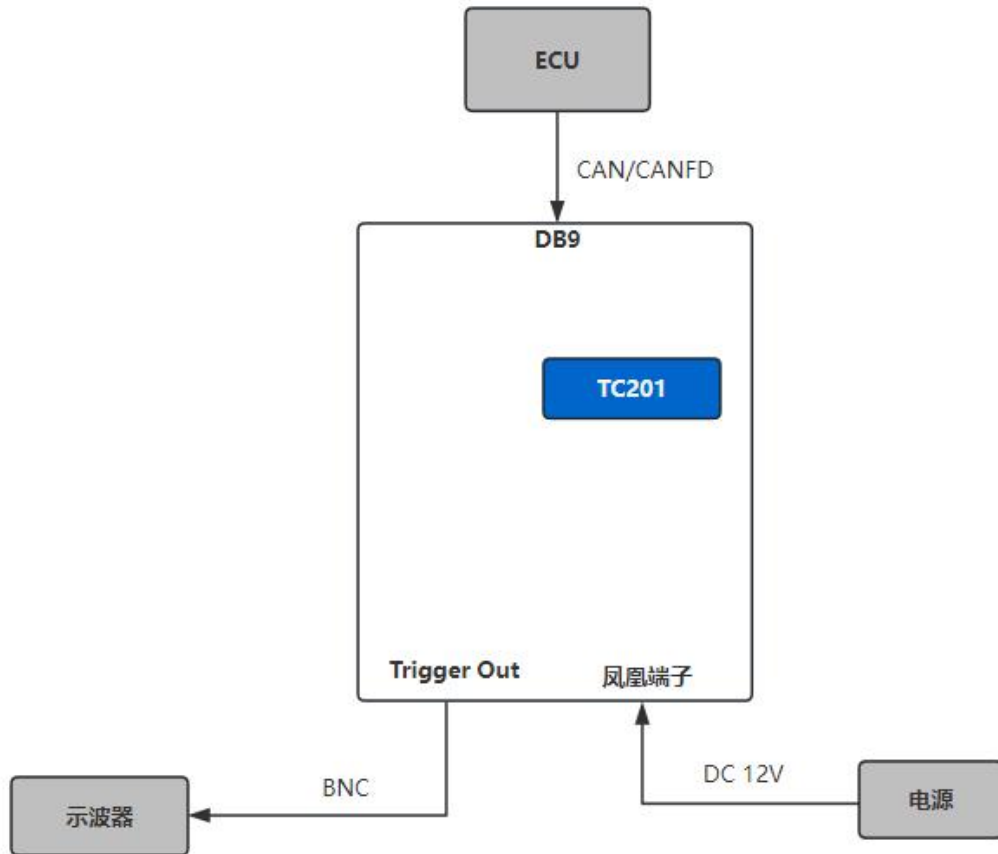 ECU
CAN/CANFD
DB9
TC201
Trigger Out
凤凰端子
BNC
DC 12V
示波器
电源